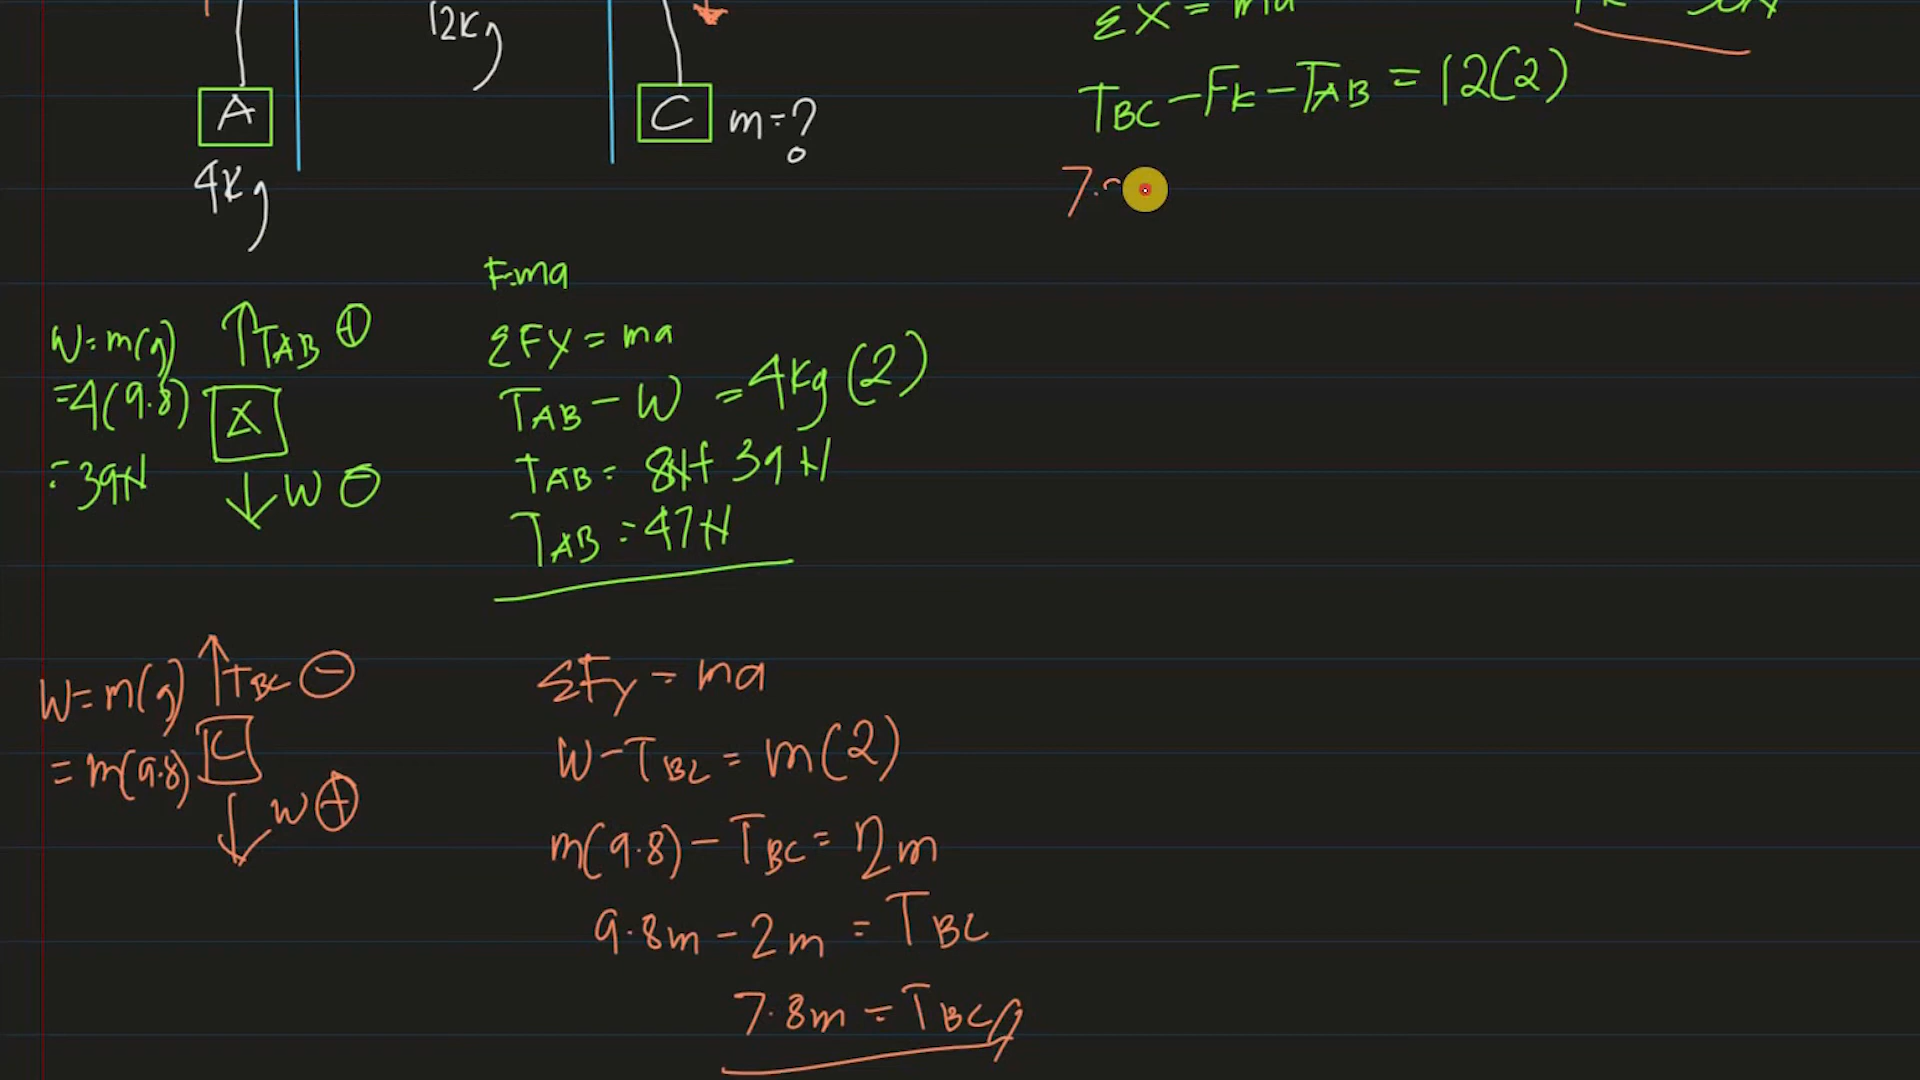 12Kg
A
C m=?
4Kg
ΣX = ma
TBC - FK - TAB = 12(2)
7.
F=ma
W=m(g) TAB +
=4(9.8) A
=39N W -
ΣFY = ma
TAB - W = 4Kg (2)
TAB = 8N + 39N
TAB = 47N
W=m(g) TBC -
= m(9.8) C
W +
ΣFy = ma
W - TBC = m(2)
m(9.8) - TBC = 2m
9.8m - 2m = TBC
7.8m = TBC